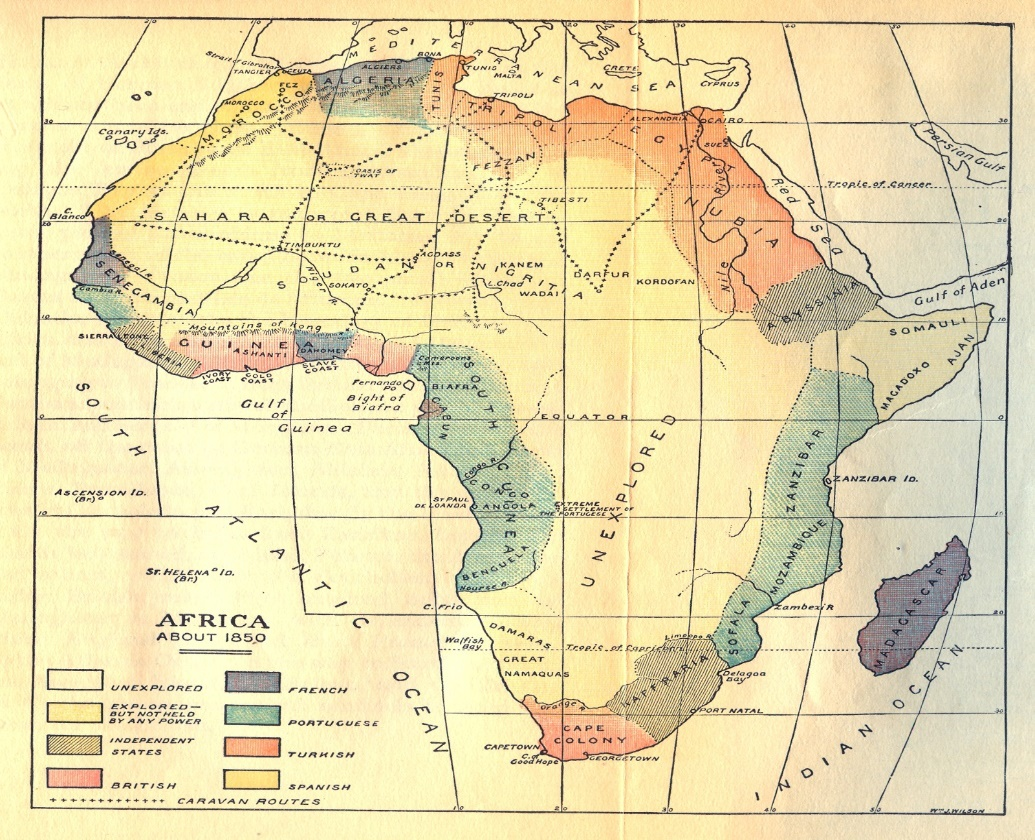 MEDITERRANEAN SEA
Strait of Gibraltar
TANGIER
CEUTA
ALGIERS
BONA
TUNIS
MALTA
CRETE
CYPRUS
ALGERIA
TUNIS
FEZ
MOROCCO
MOROCCO
TRIPOLI
TRIPOLI
ALEXANDRIA
CAIRO
SUEZ
EGYPT
Canary Ids.
Persian Gulf
FEZZAN
OASIS OF TWAT
River
Red Sea
Tropic of Cancer
TIBESTI
C. Blanco
SAHARA OR GREAT DESERT
NUBIA
TIMBUKTU
AGDASS
SUDAN OR NIGRITIA
Senegal R.
SENEGAMBIA
Niger R.
SOKATO
KANEM
L. Chad
WADAI
DARFUR
KORDOFAN
Nile
Gulf of Aden
Gambia R.
ABYSSINIA
SOMAULI
AJAN
SIERRA LEONE
LIBERIA
Mountains of Kong
GUINEA
ASHANTI
DAHOMEY
IVORY COAST
GOLD COAST
SLAVE COAST
Cameroons Mts.
MAGADOXO
Fernando Po
BIAFRA
SOUTH GUINEA
Gulf of Guinea
Bight of Biafra
GABUN
EQUATOR
UNEXPLORED
ZANZIBAR
ZANZIBAR ID.
SOUTH ATLANTIC OCEAN
ASCENSION ID.
(Br)
Congo R.
CONGO
ST PAUL DE LOANDA
ANGOLA
EXTREME SETTLEMENT OF THE PORTUGESE
BENGUELA
Nourse R.
MOZAMBIQUE
ST. HELENA ID.
(Br)
C. Frio
Zambezi R
SOFALA
MADAGASCAR
Walfish Bay
DAMARAS
Tropic of Capricorn
Limpopo R.
GREAT NAMAQUAS
KAFFRARIA
Delagoa Bay
Orange R.
PORT NATAL
CAPE COLONY
CAPETOWN
C. of Good Hope
GEORGETOWN
INDIAN OCEAN
AFRICA
ABOUT 1850
UNEXPLORED
EXPLORED—
BUT NOT HELD
BY ANY POWER
INDEPENDENT
STATES
BRITISH
FRENCH
PORTUGUESE
TURKISH
SPANISH
CARAVAN ROUTES
WM. J. WILSON